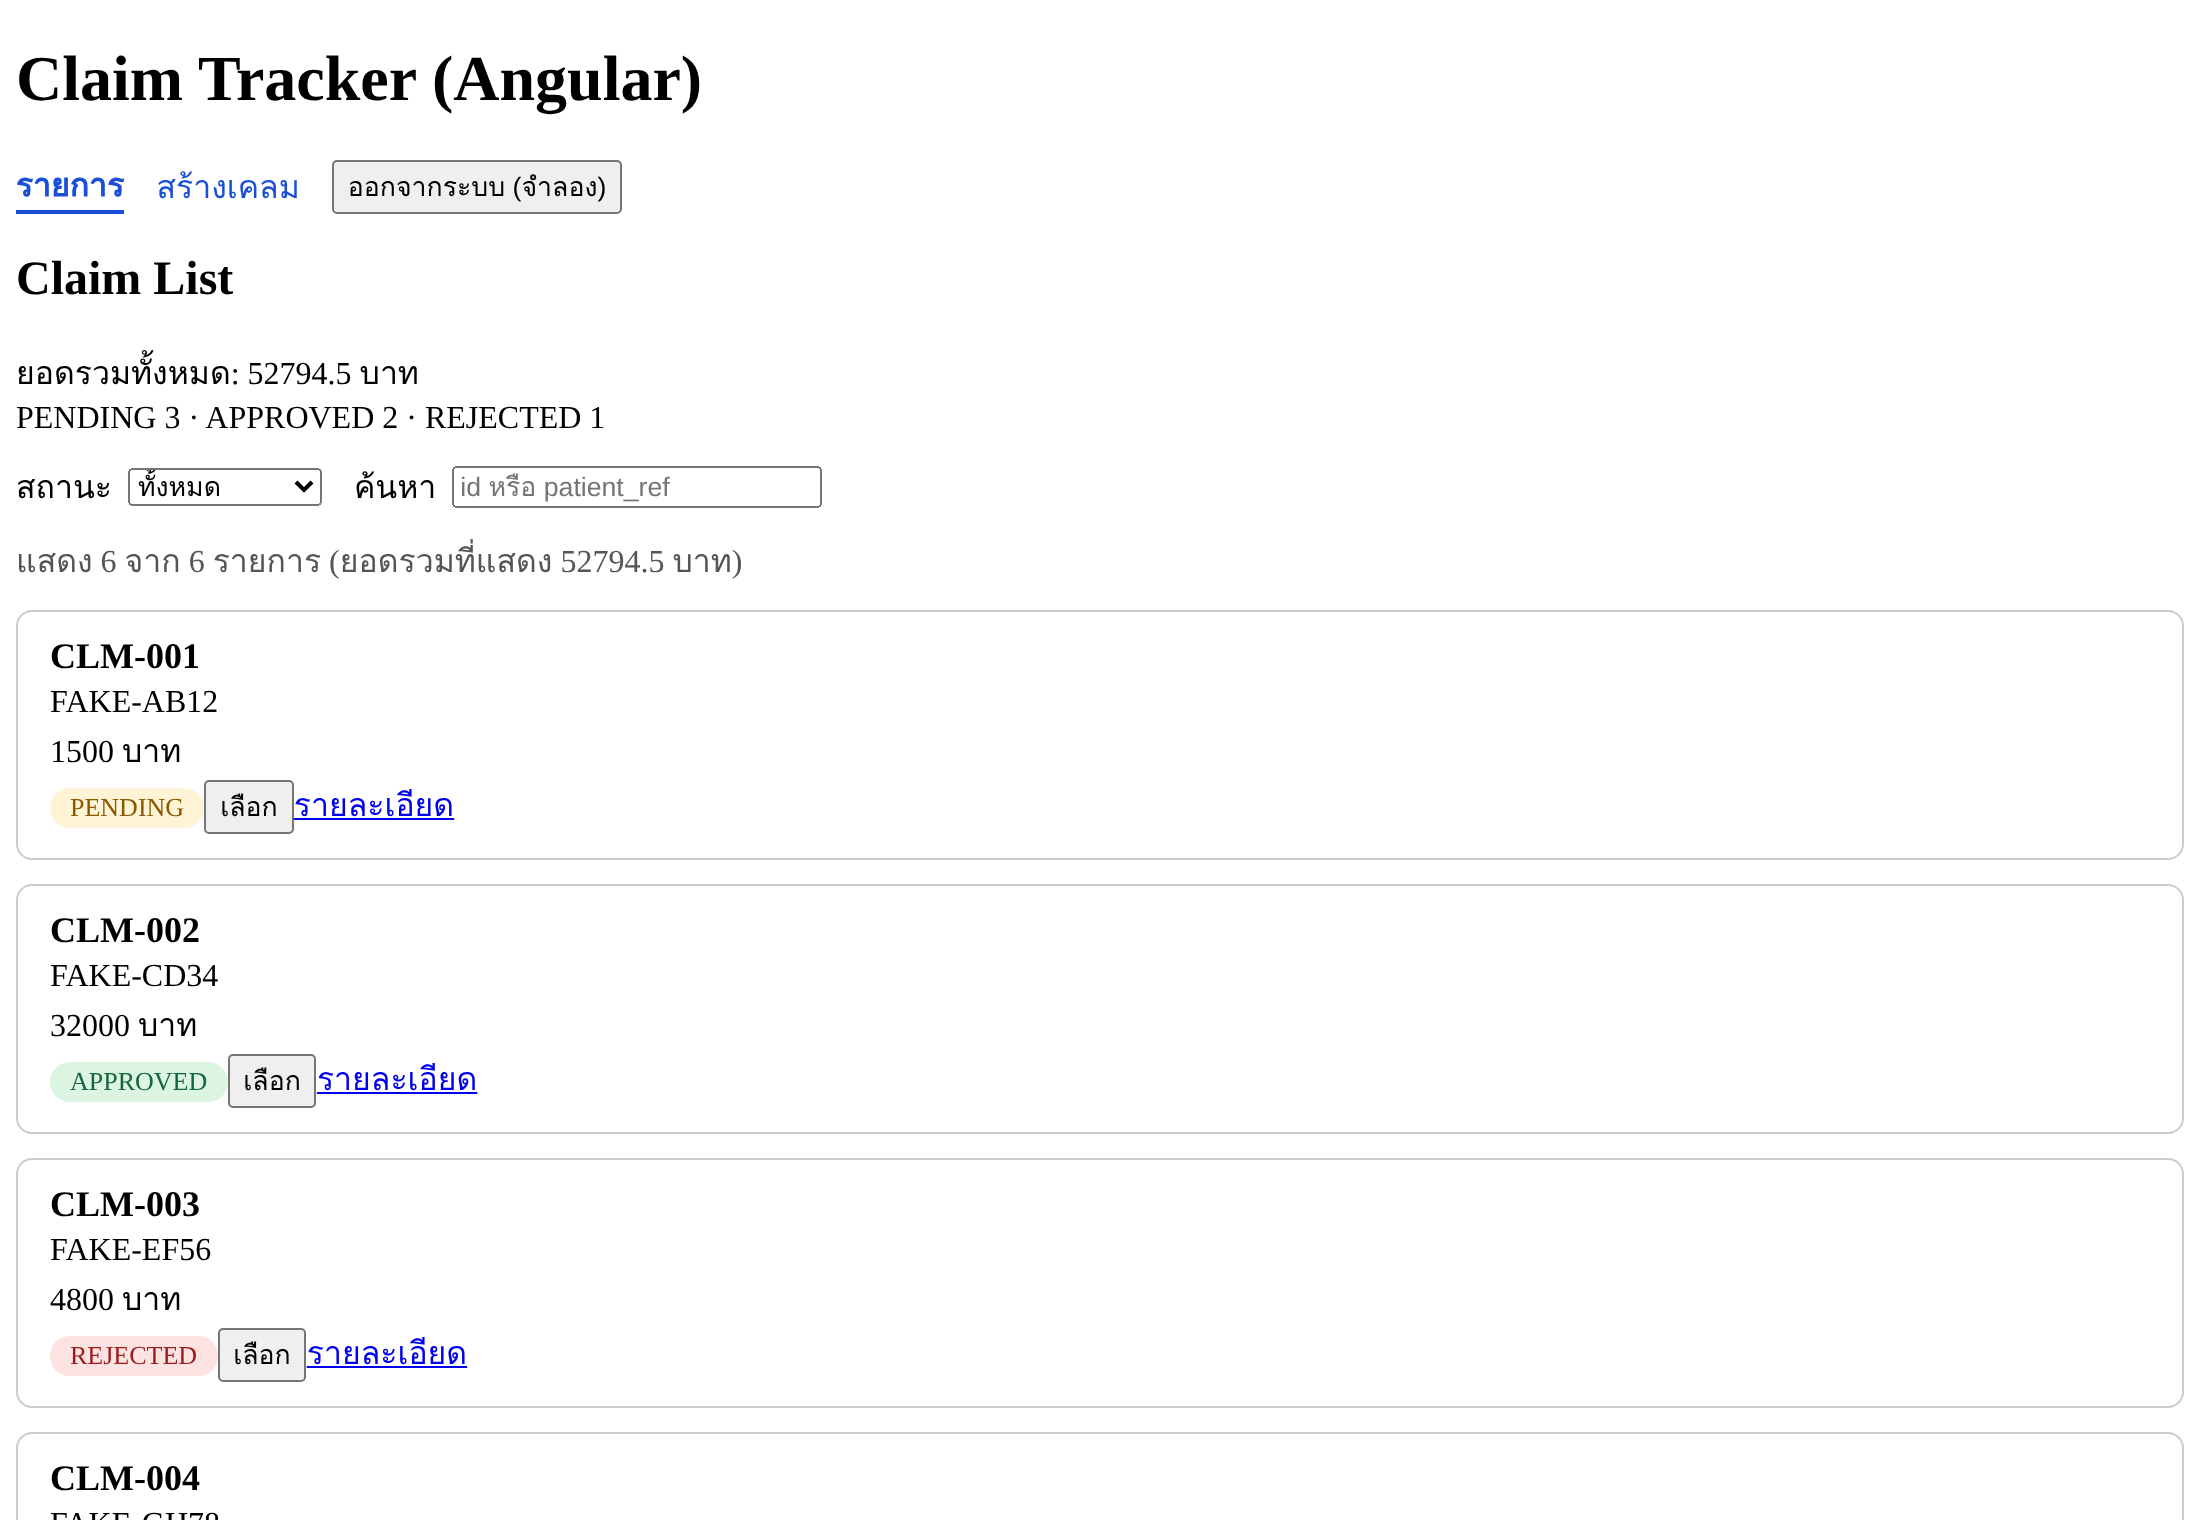 Claim Tracker (Angular)
รายการ สร้างเคลม ออกจากระบบ (จำลอง)
Claim List
ยอดรวมทั้งหมด: 52794.5 บาท
PENDING 3 · APPROVED 2 · REJECTED 1
สถานะ ทั้งหมด ค้นหา id หรือ patient_ref
แสดง 6 จาก 6 รายการ (ยอดรวมที่แสดง 52794.5 บาท)
CLM-001
FAKE-AB12
1500 บาท
PENDING เลือก รายละเอียด
CLM-002
FAKE-CD34
32000 บาท
APPROVED เลือก รายละเอียด
CLM-003
FAKE-EF56
4800 บาท
REJECTED เลือก รายละเอียด
CLM-004
FAKE-GH78